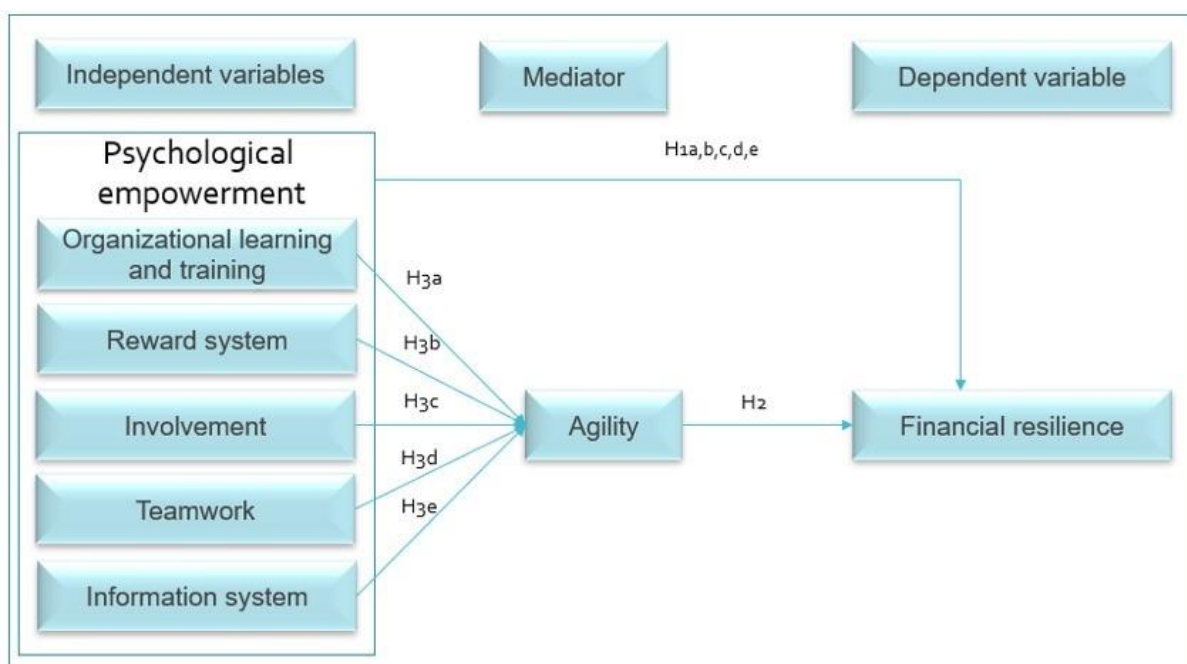 Independent variables
Mediator
Dependent variable
Psychological
empowerment
H1a,b,c,d,e
Organizational learning
and training
H3a
Reward system
H3b
Involvement
H3c
Agility
H2
Financial resilience
Teamwork
H3d
Information system
H3e